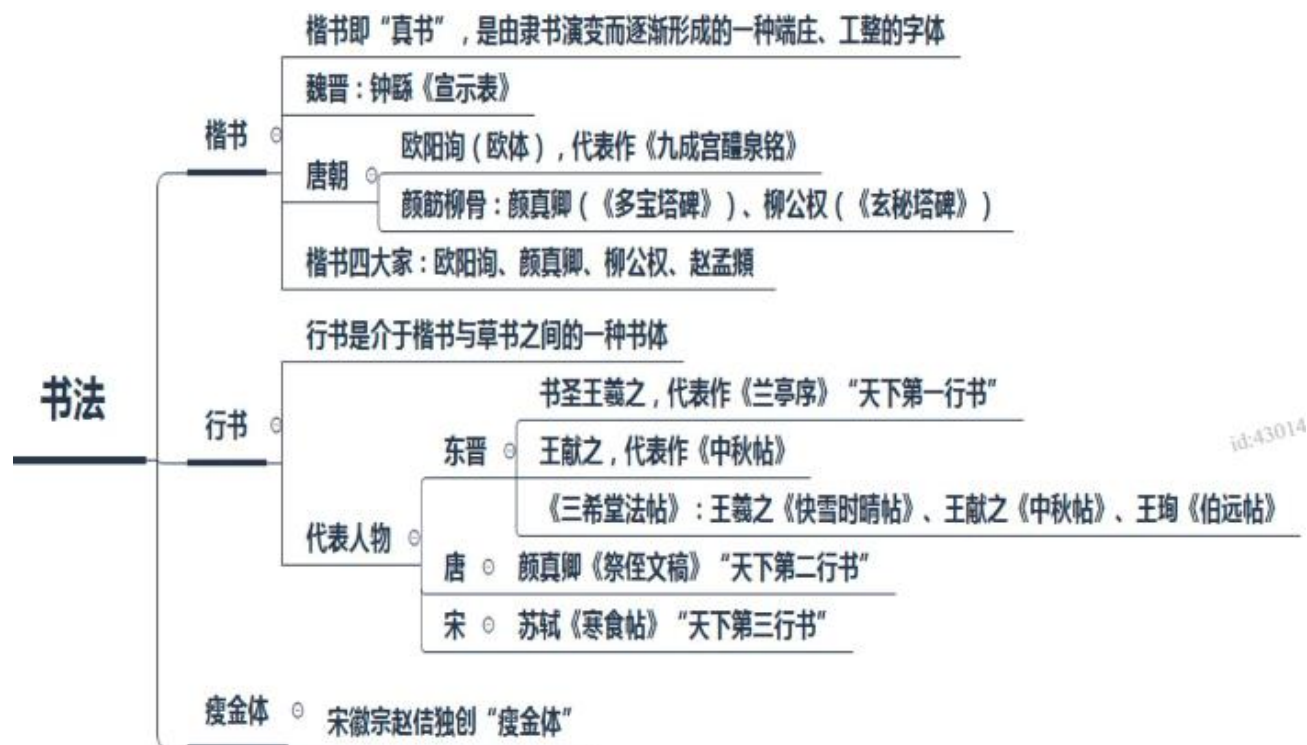 楷书即“真书”，是由隶书演变而逐渐形成的一种端庄、工整的字体
魏晋：钟繇《宣示表》
楷书
欧阳询（欧体），代表作《九成宫醴泉铭》
唐朝
颜筋柳骨：颜真卿（《多宝塔碑》）、柳公权（《玄秘塔碑》）
楷书四大家：欧阳询、颜真卿、柳公权、赵孟頫
行书是介于楷书与草书之间的一种书体
书法
书圣王羲之，代表作《兰亭序》“天下第一行书”
行书
东晋
王献之，代表作《中秋帖》
id:43014
《三希堂法帖》：王羲之《快雪时晴帖》、王献之《中秋帖》、王珣《伯远帖》
代表人物
唐 颜真卿《祭侄文稿》“天下第二行书”
宋 苏轼《寒食帖》“天下第三行书”
瘦金体 宋徽宗赵佶独创“瘦金体”